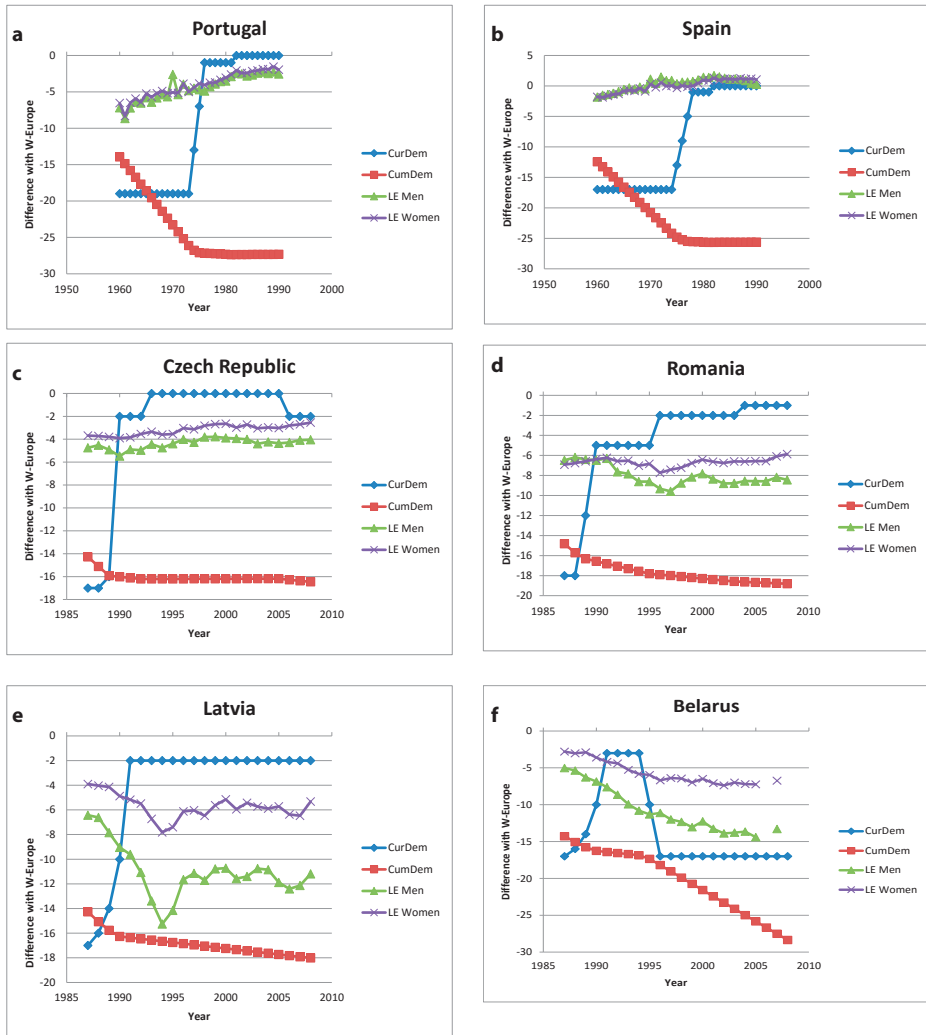 a
Portugal
0
-5
-10
-15
-20
-25
-30
Difference with W-Europe
1950 1960 1970 1980 1990 2000
Year
CurDem
CumDem
LE Men
LE Women
b
Spain
5
0
-5
-10
-15
-20
-25
-30
Difference with W-Europe
1950 1960 1970 1980 1990 2000
Year
CurDem
CumDem
LE Men
LE Women
c
Czech Republic
0
-2
-4
-6
-8
-10
-12
-14
-16
-18
Difference with W-Europe
1985 1990 1995 2000 2005 2010
Year
CurDem
CumDem
LE Men
LE Women
d
Romania
0
-2
-4
-6
-8
-10
-12
-14
-16
-18
-20
Difference with W-Europe
1985 1990 1995 2000 2005 2010
Year
CurDem
CumDem
LE Men
LE Women
e
Latvia
0
-2
-4
-6
-8
-10
-12
-14
-16
-18
-20
Difference with W-Europe
1985 1990 1995 2000 2005 2010
Year
CurDem
CumDem
LE Men
LE Women
f
Belarus
0
-5
-10
-15
-20
-25
-30
Difference with W-Europe
1985 1990 1995 2000 2005 2010
Year
CurDem
CumDem
LE Men
LE Women